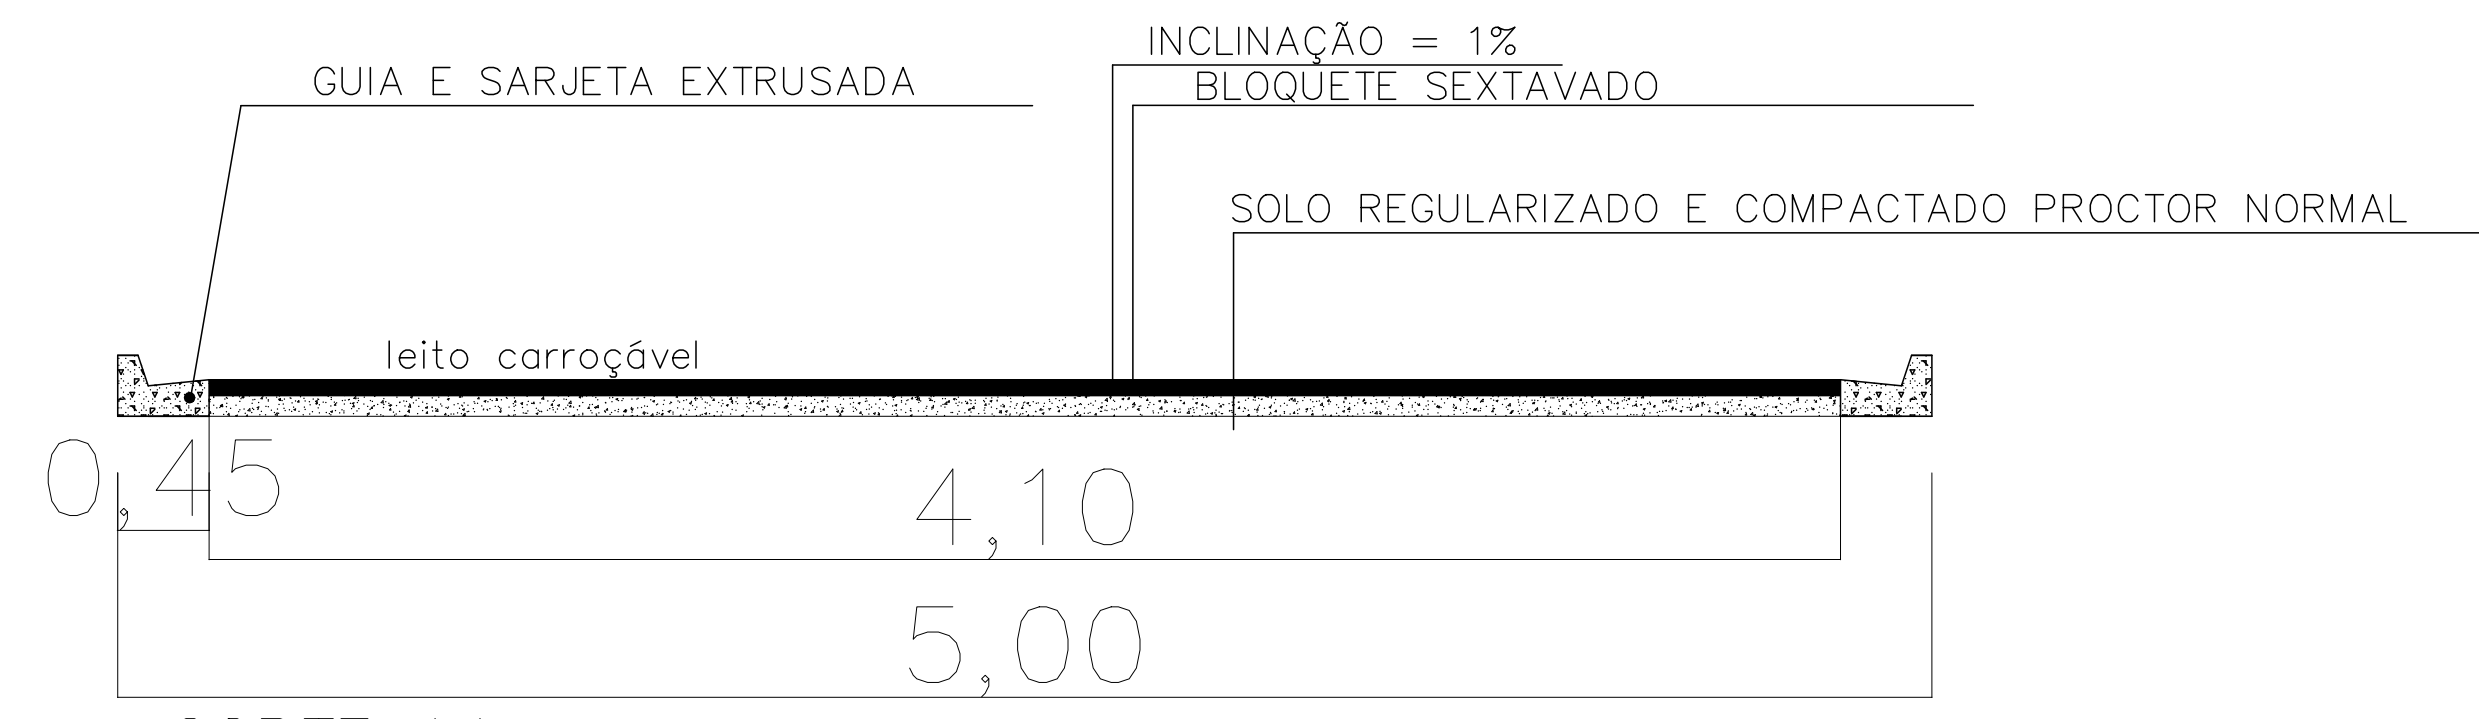 INCLINAÇÃO = 1%
GUIA E SARJETA EXTRUSADA
BLOQUETE SEXTAVADO
SOLO REGULARIZADO E COMPACTADO PROCTOR NORMAL
leito carroçável
0,45
4,10
5,00